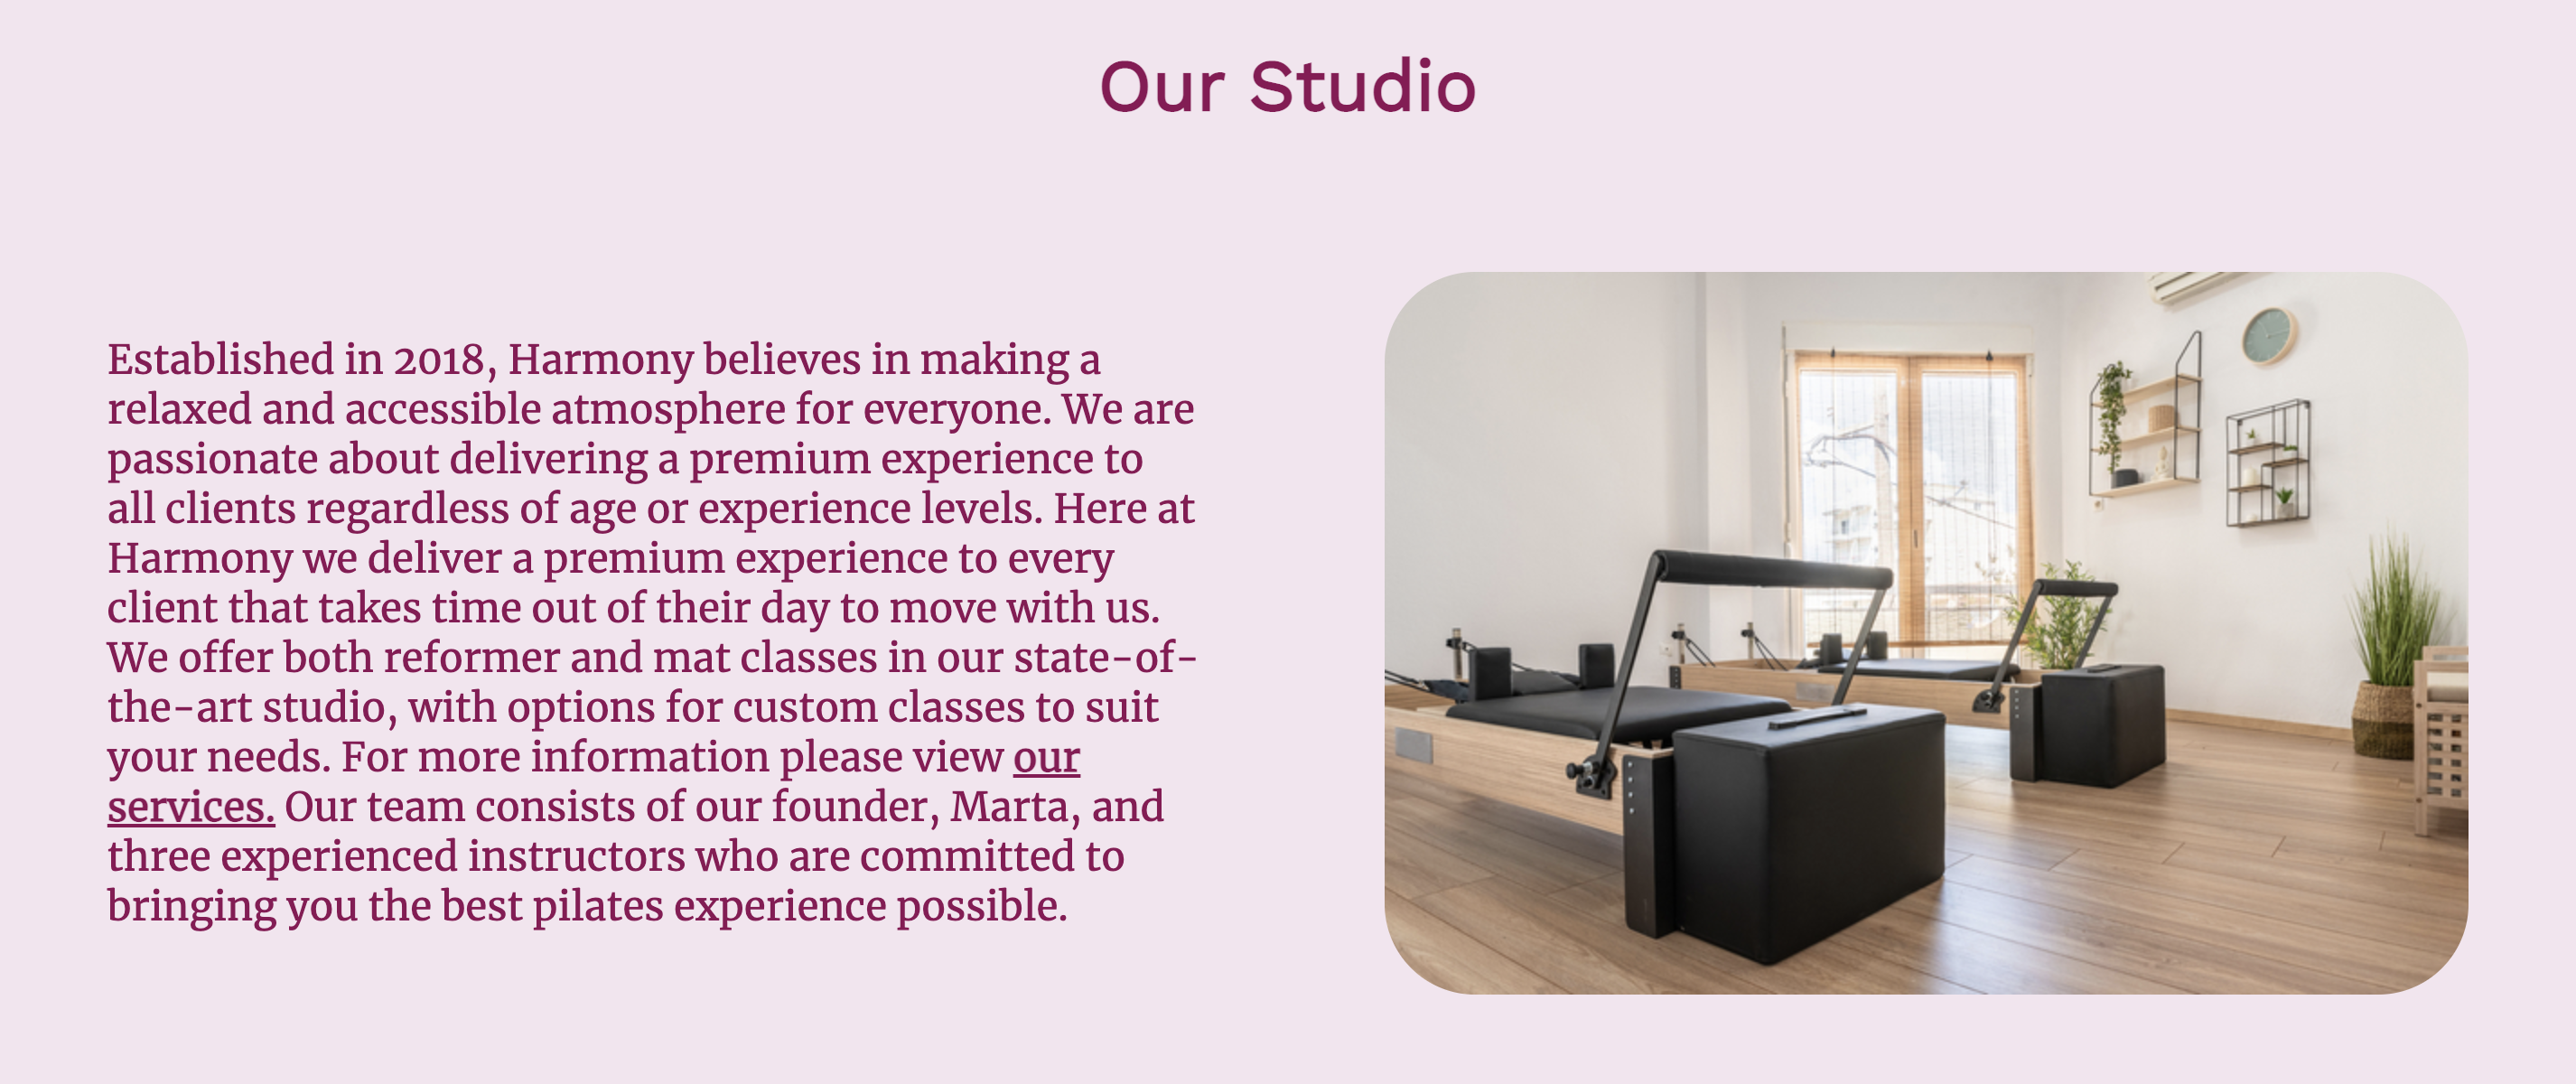 Our Studio
Established in 2018, Harmony believes in making a
relaxed and accessible atmosphere for everyone. We are
passionate about delivering a premium experience to
all clients regardless of age or experience levels. Here at
Harmony we deliver a premium experience to every
client that takes time out of their day to move with us.
We offer both reformer and mat classes in our state-of-
the-art studio, with options for custom classes to suit
your needs. For more information please view our
services. Our team consists of our founder, Marta, and
three experienced instructors who are committed to
bringing you the best pilates experience possible.